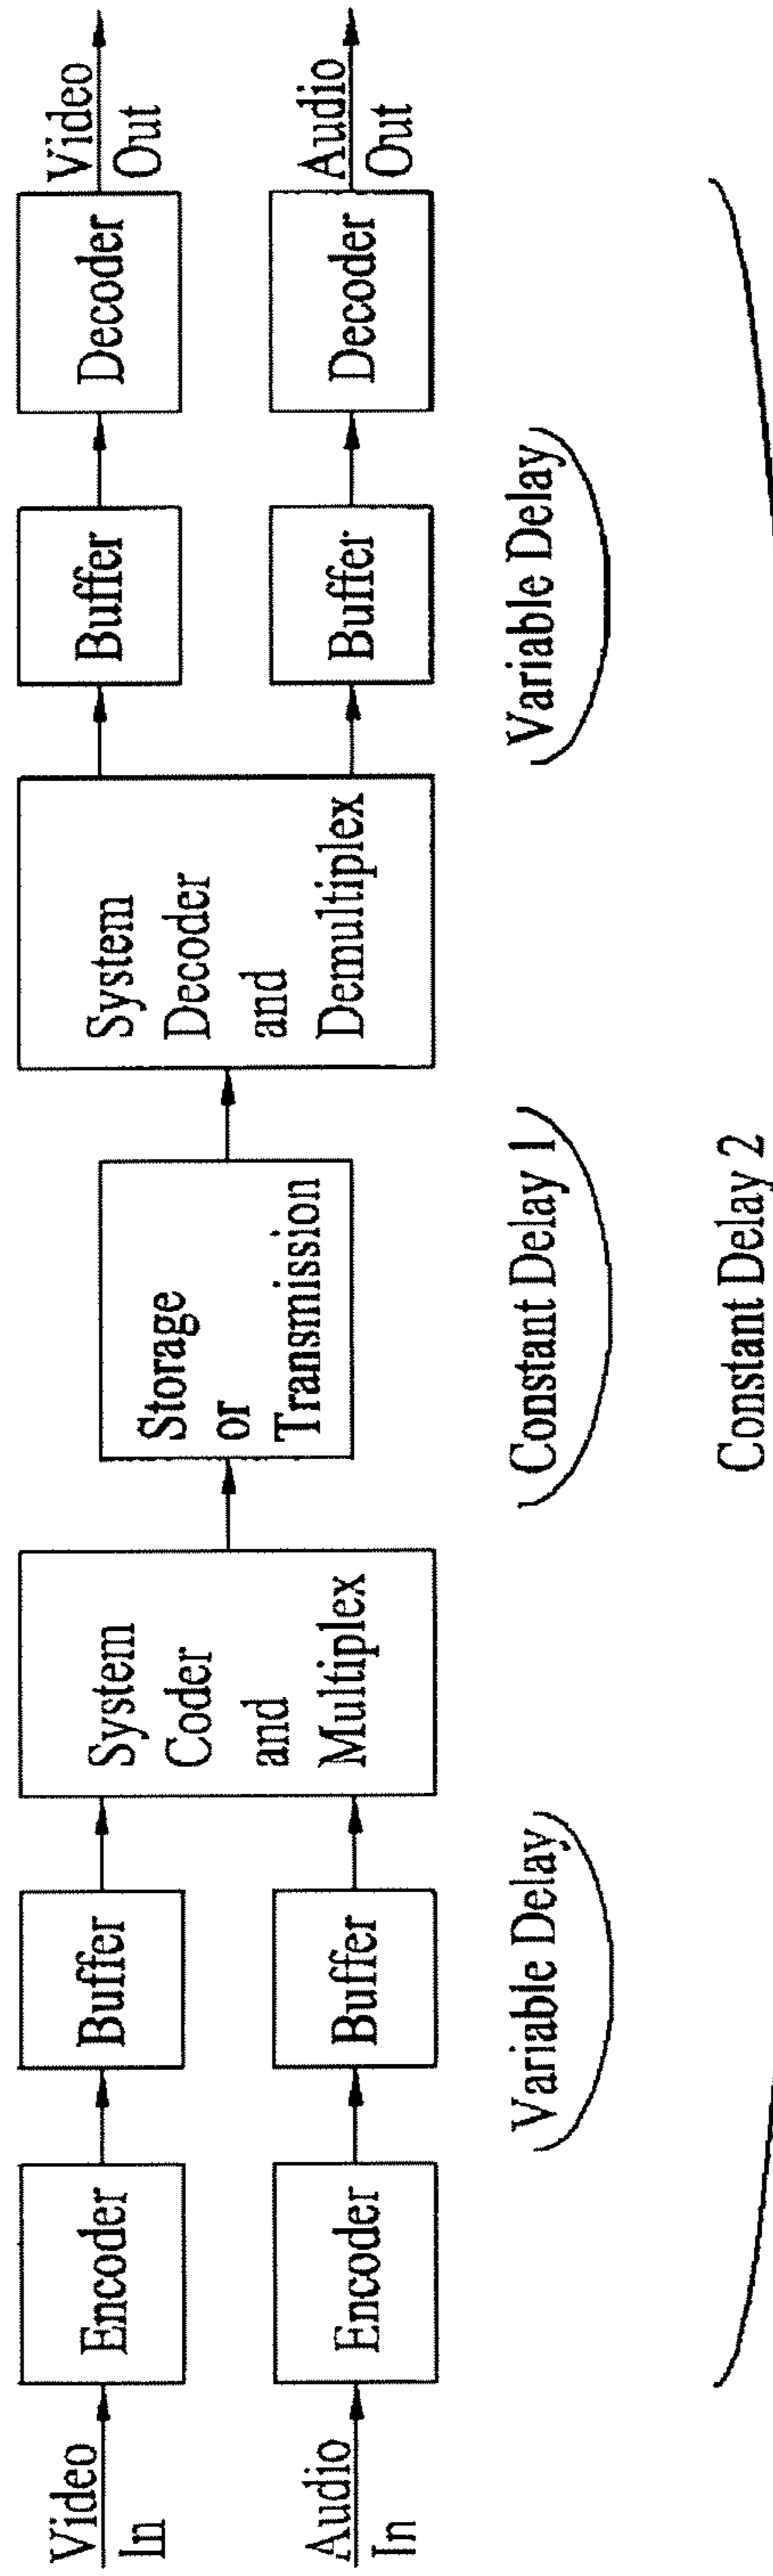 Video
In
Encoder
Buffer
System
Coder
and
Multiplex
Storage
or
Transmission
System
Decoder
and
Demultiplex
Buffer
Decoder
Video
Out
Audio
In
Encoder
Buffer
Buffer
Decoder
Audio
Out
Variable Delay
Constant Delay 1
Variable Delay
Constant Delay 2